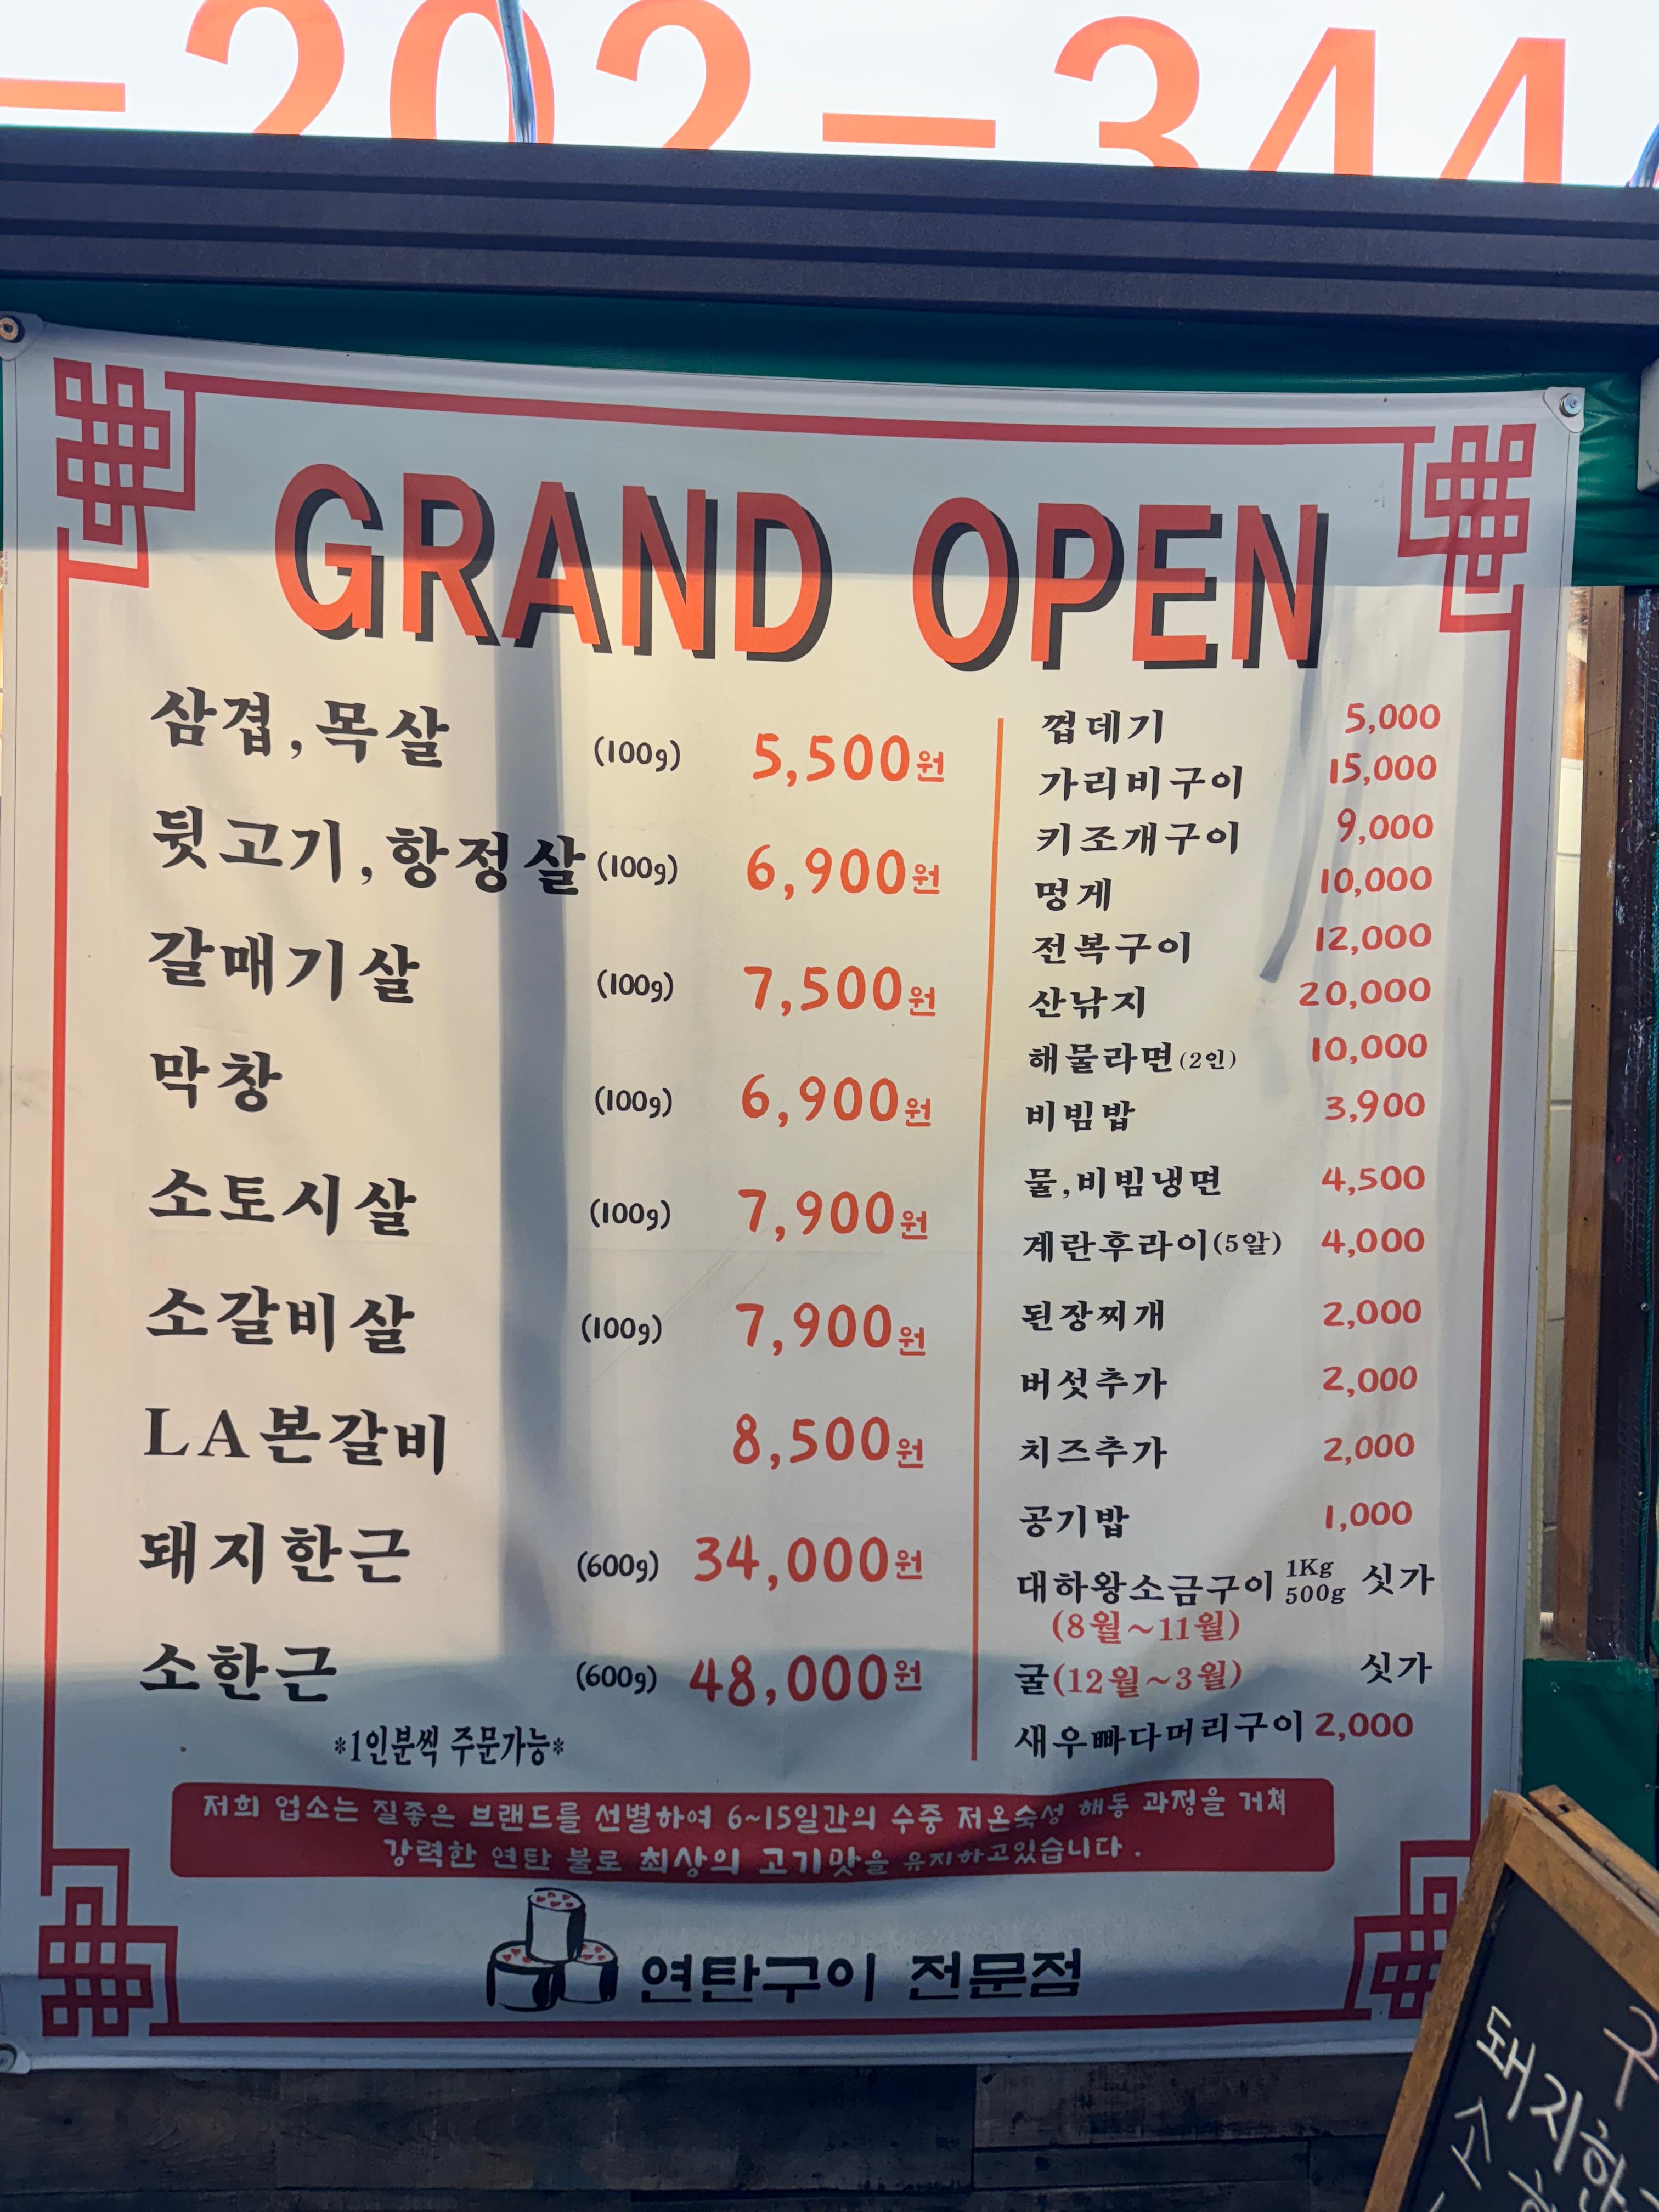 -202-344
GRAND OPEN
삼겹,목살 (100g) 5,500원
뒷고기,항정살 (100g) 6,900원
갈매기살 (100g) 7,500원
막창 (100g) 6,900원
소토시살 (100g) 7,900원
소갈비살 (100g) 7,900원
LA본갈비 8,500원
돼지한근 (600g) 34,000원
소한근 (600g) 48,000원
*1인분씩 주문가능*
껍데기 5,000
가리비구이 15,000
키조개구이 9,000
멍게 10,000
전복구이 12,000
산낚지 20,000
해물라면(2인) 10,000
비빔밥 3,900
물,비빔냉면 4,500
계란후라이(5알) 4,000
된장찌개 2,000
버섯추가 2,000
치즈추가 2,000
공기밥 1,000
대하왕소금구이 1Kg 500g 싯가
(8월~11월)
굴(12월~3월) 싯가
새우빠다머리구이 2,000
저희 업소는 질좋은 브랜드를 선별하여 6~15일간의 수중 저온숙성 해동 과정을 거쳐
강력한 연탄 불로 최상의 고기맛을 유지하고있습니다.
연탄구이 전문점
구
돼지한